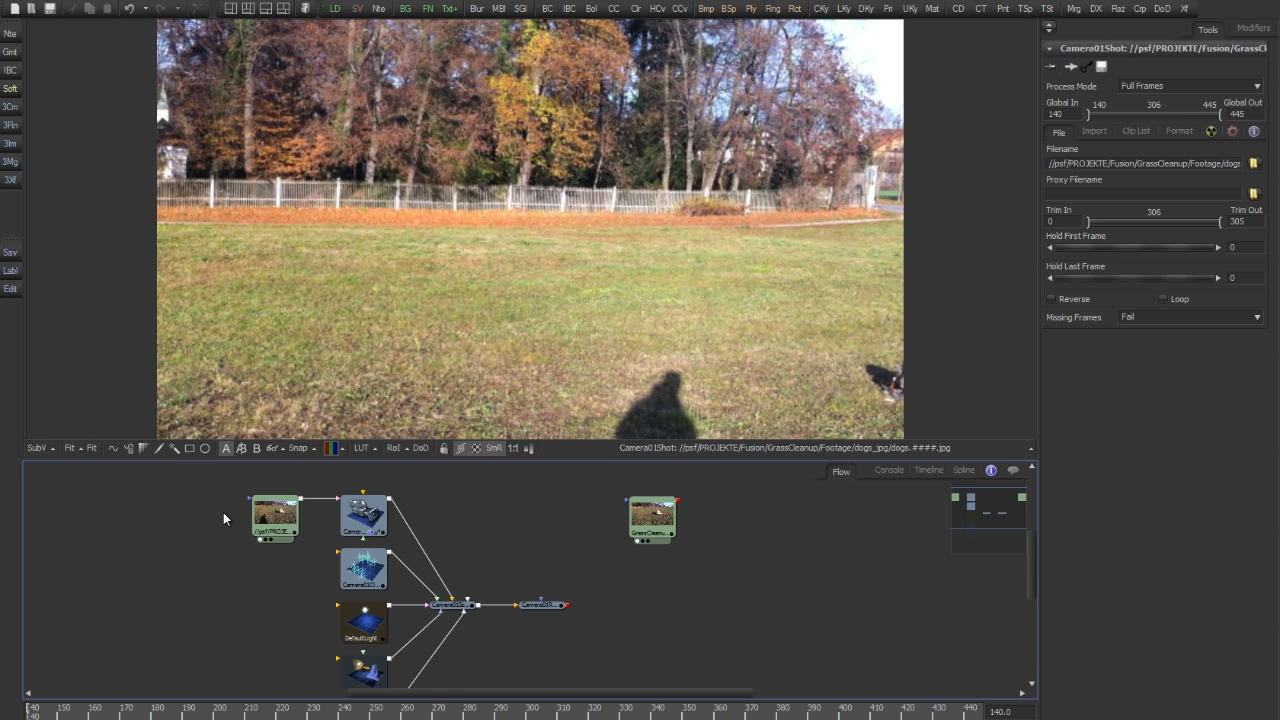 LD SV Nte BG FN Txt+ Blur MB SGl BC IBC Bol CC Clr HCv CCv Bmp BSp Ply Rng Rct CKy LKy DKy Pri UKy Mat CD CT Pnt TSp TSt Mrg DX Rsz Crp DoD Xf
Tools Modifiers
Nte
Gmt
IBC
Soft
3Cm
3Rn
3Im
3Mg
3Xf
Sav
Labl
Edit
Camera01Shot: //psf/PROJEKTE/Fusion/GrassCl
Process Mode Full Frames
Global In 140 306 445 Global Out
140 445
File Import Clip List Format
Filename
//psf/PROJEKTE/Fusion/GrassCleanup/Footage/dogs
Proxy Filename
Trim In 306 Trim Out
0 305
Hold First Frame
0
Hold Last Frame
0
Reverse Loop
Missing Frames Fail
SubV Fit Fit A B Snap LUT RoI DoD SmR 1:1 Camera01Shot: //psf/PROJEKTE/Fusion/GrassCleanup/Footage/dogs_jpg/dogs.####.jpg
Flow Console Timeline Spline
//psf/PROJE...
GrassCleanu...
DefaultLight
140 150 160 170 180 190 200 210 220 230 240 250 260 270 280 290 300 310 320 330 340 350 360 370 380 390 400 410 420 430 440
140 140.0